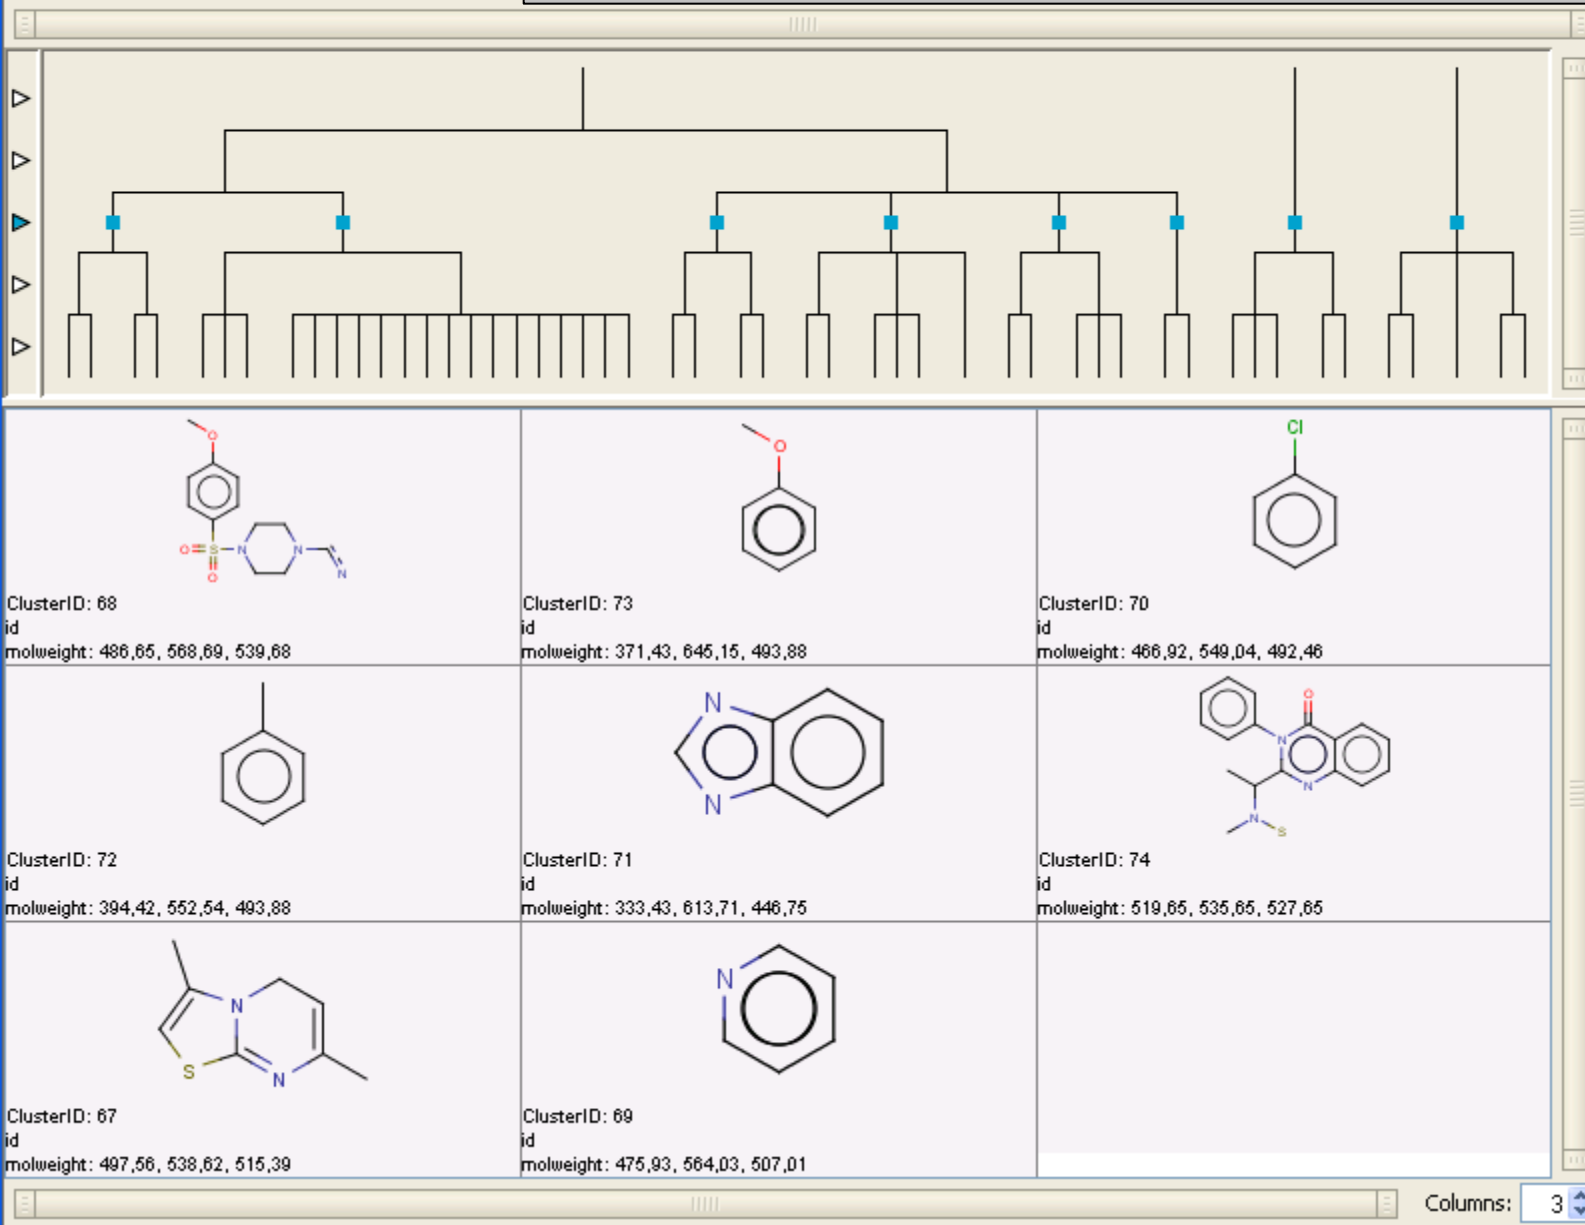 O
O
S
O
N
N
N
O
ClusterID: 68
id
molweight: 486,65, 568,69, 539,68
O
ClusterID: 73
id
molweight: 371,43, 645,15, 493,88
Cl
ClusterID: 70
id
molweight: 466,92, 549,04, 492,46
ClusterID: 72
id
molweight: 394,42, 552,54, 493,88
N
N
ClusterID: 71
id
molweight: 333,43, 613,71, 446,75
O
N
N
N
S
ClusterID: 74
id
molweight: 519,65, 535,65, 527,65
N
S
N
ClusterID: 67
id
molweight: 497,56, 538,62, 515,39
N
ClusterID: 69
id
molweight: 475,93, 564,03, 507,01
Columns: 3